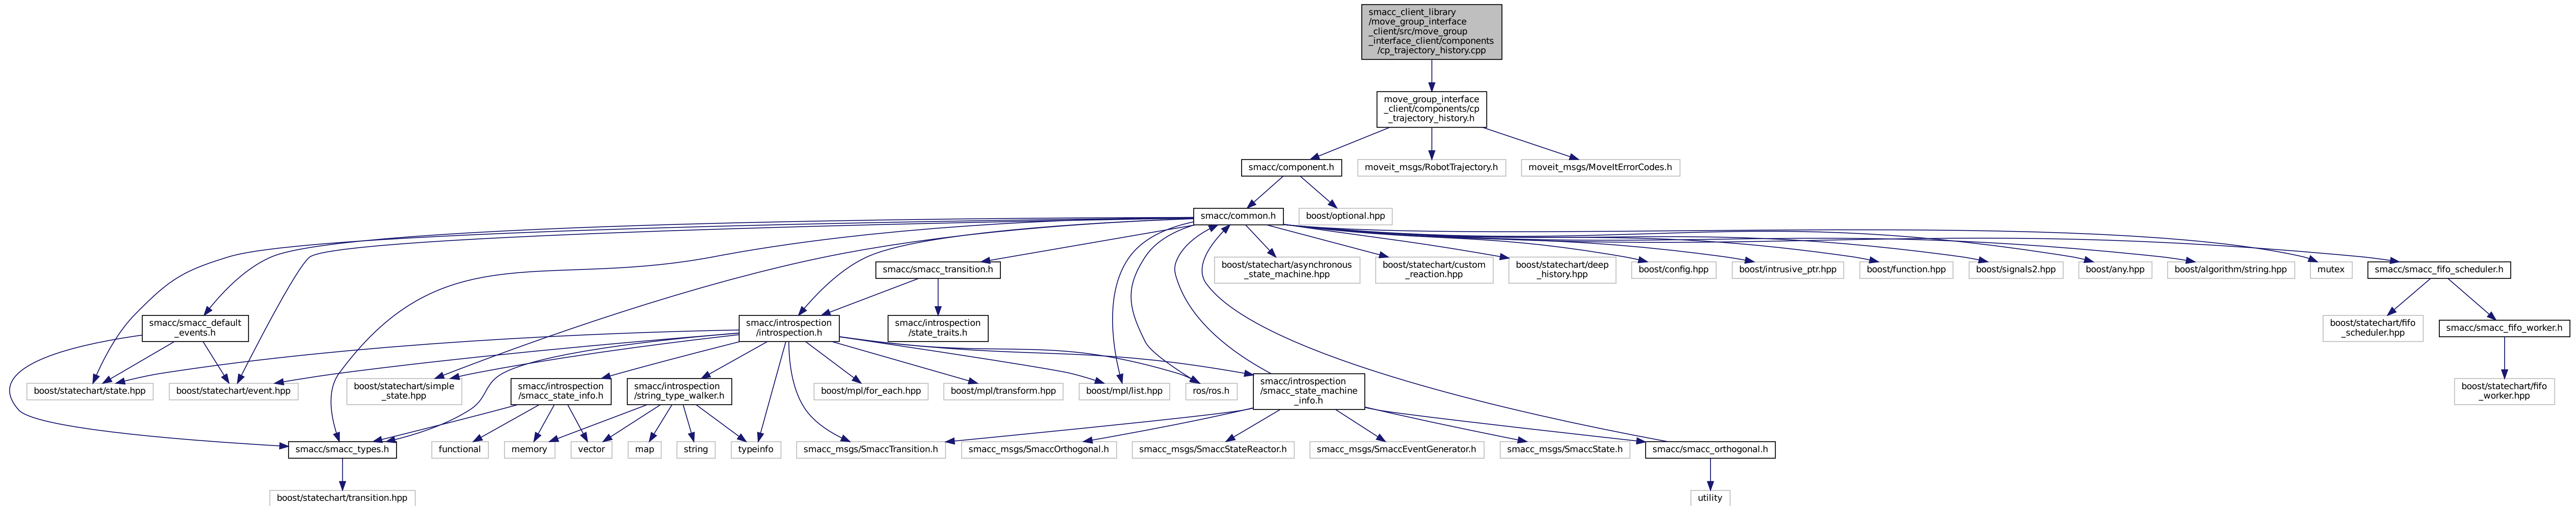 smacc_client_library
/move_group_interface
_client/src/move_group
_interface_client/components
/cp_trajectory_history.cpp
move_group_interface
_client/components/cp
_trajectory_history.h
smacc/component.h
moveit_msgs/RobotTrajectory.h
moveit_msgs/MoveItErrorCodes.h
smacc/common.h
boost/optional.hpp
smacc/smacc_transition.h
boost/statechart/asynchronous
_state_machine.hpp
boost/statechart/custom
_reaction.hpp
boost/statechart/deep
_history.hpp
boost/config.hpp
boost/intrusive_ptr.hpp
boost/function.hpp
boost/signals2.hpp
boost/any.hpp
boost/algorithm/string.hpp
mutex
smacc/smacc_fifo_scheduler.h
smacc/smacc_default
_events.h
smacc/introspection
/introspection.h
smacc/introspection
/state_traits.h
boost/statechart/fifo
_scheduler.hpp
smacc/smacc_fifo_worker.h
boost/statechart/state.hpp
boost/statechart/event.hpp
boost/statechart/simple
_state.hpp
smacc/introspection
/smacc_state_info.h
smacc/introspection
/string_type_walker.h
boost/mpl/for_each.hpp
boost/mpl/transform.hpp
boost/mpl/list.hpp
ros/ros.h
smacc/introspection
/smacc_state_machine
_info.h
boost/statechart/fifo
_worker.hpp
smacc/smacc_types.h
functional
memory
vector
map
string
typeinfo
smacc_msgs/SmaccTransition.h
smacc_msgs/SmaccOrthogonal.h
smacc_msgs/SmaccStateReactor.h
smacc_msgs/SmaccEventGenerator.h
smacc_msgs/SmaccState.h
smacc/smacc_orthogonal.h
boost/statechart/transition.hpp
utility